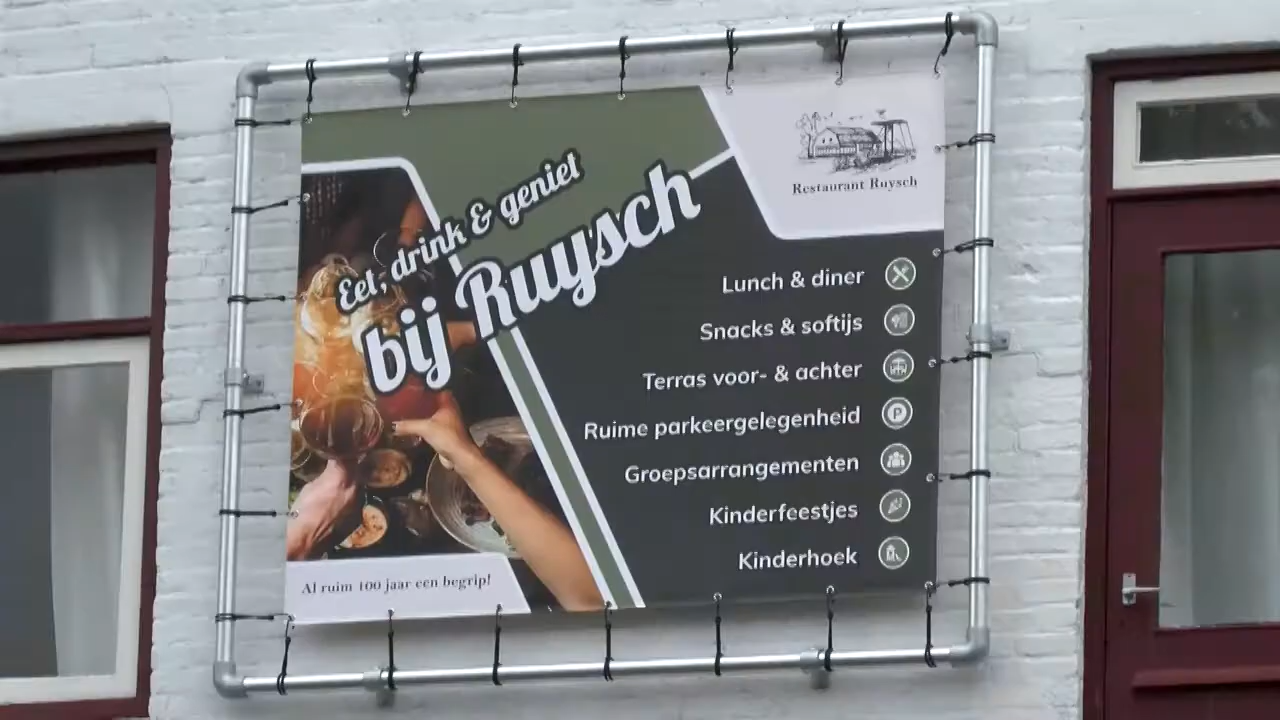 Eet, drink & geniet
bij Ruysch
Restaurant Ruysch
Lunch & diner
Snacks & softijs
Terras voor- & achter
Ruime parkeergelegenheid
P
Groepsarrangementen
Kinderfeestjes
Kinderhoek
Al ruim 100 jaar een begrip!